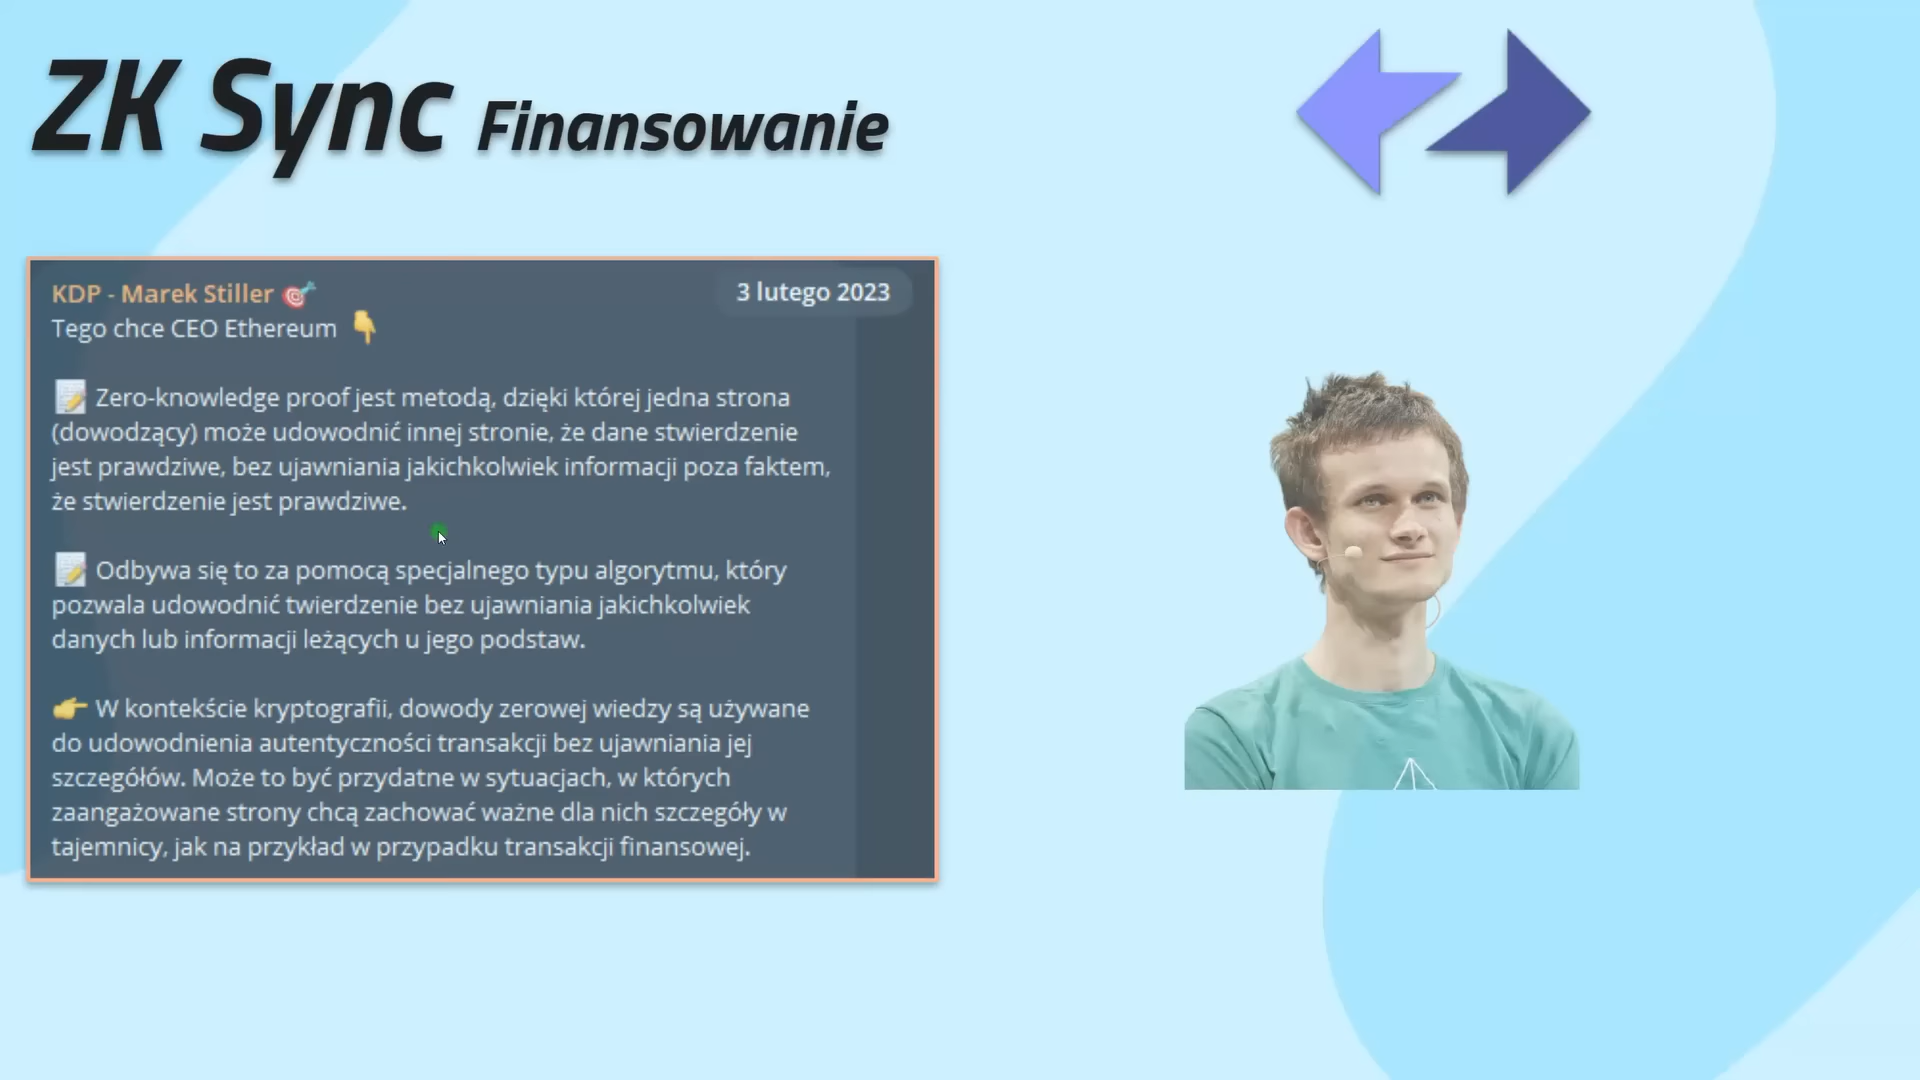 ZK Sync Finansowanie
KDP - Marek Stiller
3 lutego 2023
Tego chce CEO Ethereum
Zero-knowledge proof jest metodą, dzięki której jedna strona
(dowodzący) może udowodnić innej stronie, że dane stwierdzenie
jest prawdziwe, bez ujawniania jakichkolwiek informacji poza faktem,
że stwierdzenie jest prawdziwe.
Odbywa się to za pomocą specjalnego typu algorytmu, który
pozwala udowodnić twierdzenie bez ujawniania jakichkolwiek
danych lub informacji leżących u jego podstaw.
W kontekście kryptografii, dowody zerowej wiedzy są używane
do udowodnienia autentyczności transakcji bez ujawniania jej
szczegółów. Może to być przydatne w sytuacjach, w których
zaangażowane strony chcą zachować ważne dla nich szczegóły w
tajemnicy, jak na przykład w przypadku transakcji finansowej.